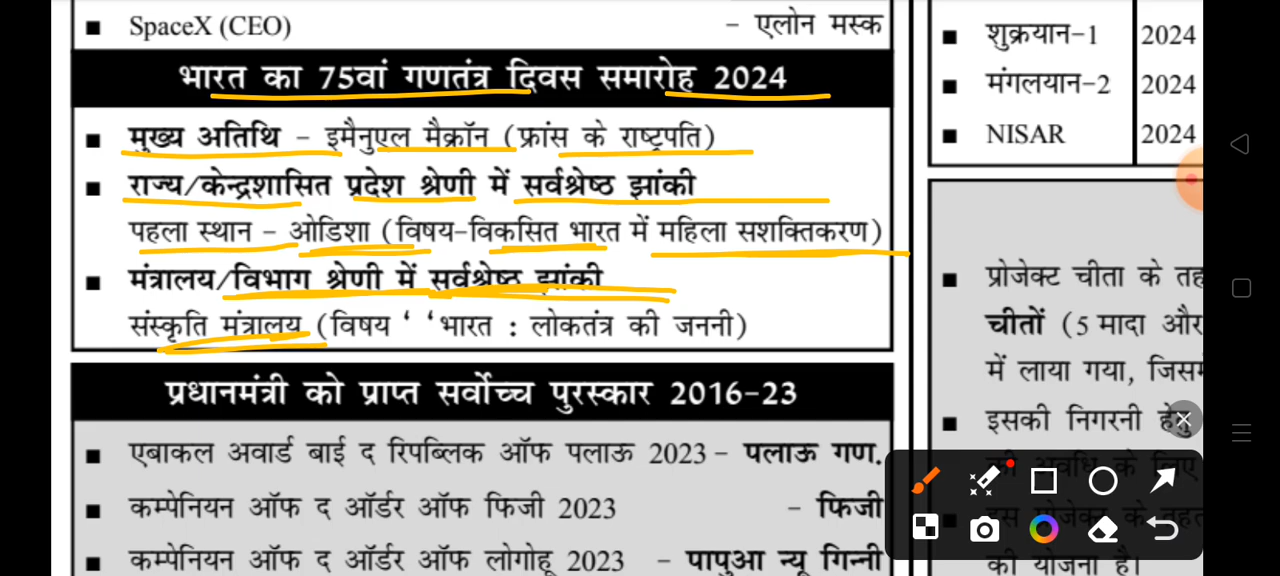 ■ SpaceX (CEO) – एलोन मस्क
भारत का 75वां गणतंत्र दिवस समारोह 2024
■ मुख्य अतिथि – इमैनुएल मैक्रॉन (फ्रांस के राष्ट्रपति)
■ राज्य/केन्द्रशासित प्रदेश श्रेणी में सर्वश्रेष्ठ झांकी
पहला स्थान – ओडिशा (विषय-विकसित भारत में महिला सशक्तिकरण)
■ मंत्रालय/विभाग श्रेणी में सर्वश्रेष्ठ झांकी
संस्कृति मंत्रालय (विषय ‘ ‘भारत : लोकतंत्र की जननी)
प्रधानमंत्री को प्राप्त सर्वोच्च पुरस्कार 2016-23
■ एबाकल अवार्ड बाई द रिपब्लिक ऑफ पलाऊ 2023 – पलाऊ गण.
■ कम्पेनियन ऑफ द ऑर्डर ऑफ फिजी 2023 – फिजी
■ कम्पेनियन ऑफ द ऑर्डर ऑफ लोगोहू 2023 – पापुआ न्यू गिन्नी
■ शुक्रयान-1 2024
■ मंगलयान-2 2024
■ NISAR 2024
■ प्रोजेक्ट चीता के तह
चीतों (5 मादा और
में लाया गया, जिसमे
■ इसकी निगरनी हेतु
की अवधि के लिए
■ इस प्रोजेक्ट के तहत
की योजना है।